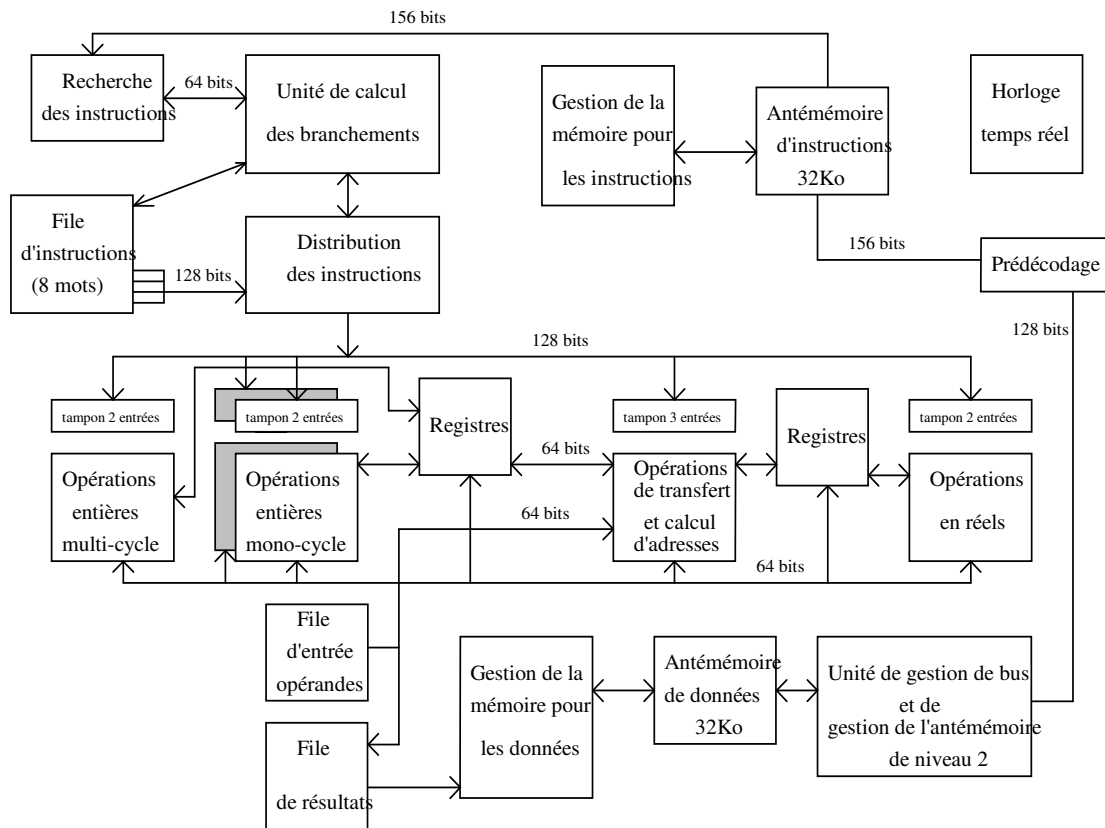 156 bits
Recherche
des instructions
64 bits
Unité de calcul
des branchements
Gestion de la
mémoire pour
les instructions
Antémémoire
d'instructions
32Ko
Horloge
temps réel
File
d'instructions
(8 mots)
128 bits
Distribution
des instructions
156 bits
Prédécodage
128 bits
128 bits
tampon 2 entrées
tampon 2 entrées
Registres
tampon 3 entrées
Registres
tampon 2 entrées
Opérations
entières
multi-cycle
Opérations
entières
mono-cycle
64 bits
64 bits
Opérations
de transfert
et calcul
d'adresses
Opérations
en réels
64 bits
File
d'entrée
opérandes
Gestion de la
mémoire pour
les données
Antémémoire
de données
32Ko
Unité de gestion de bus
et de
gestion de l'antémémoire
de niveau 2
File
de résultats